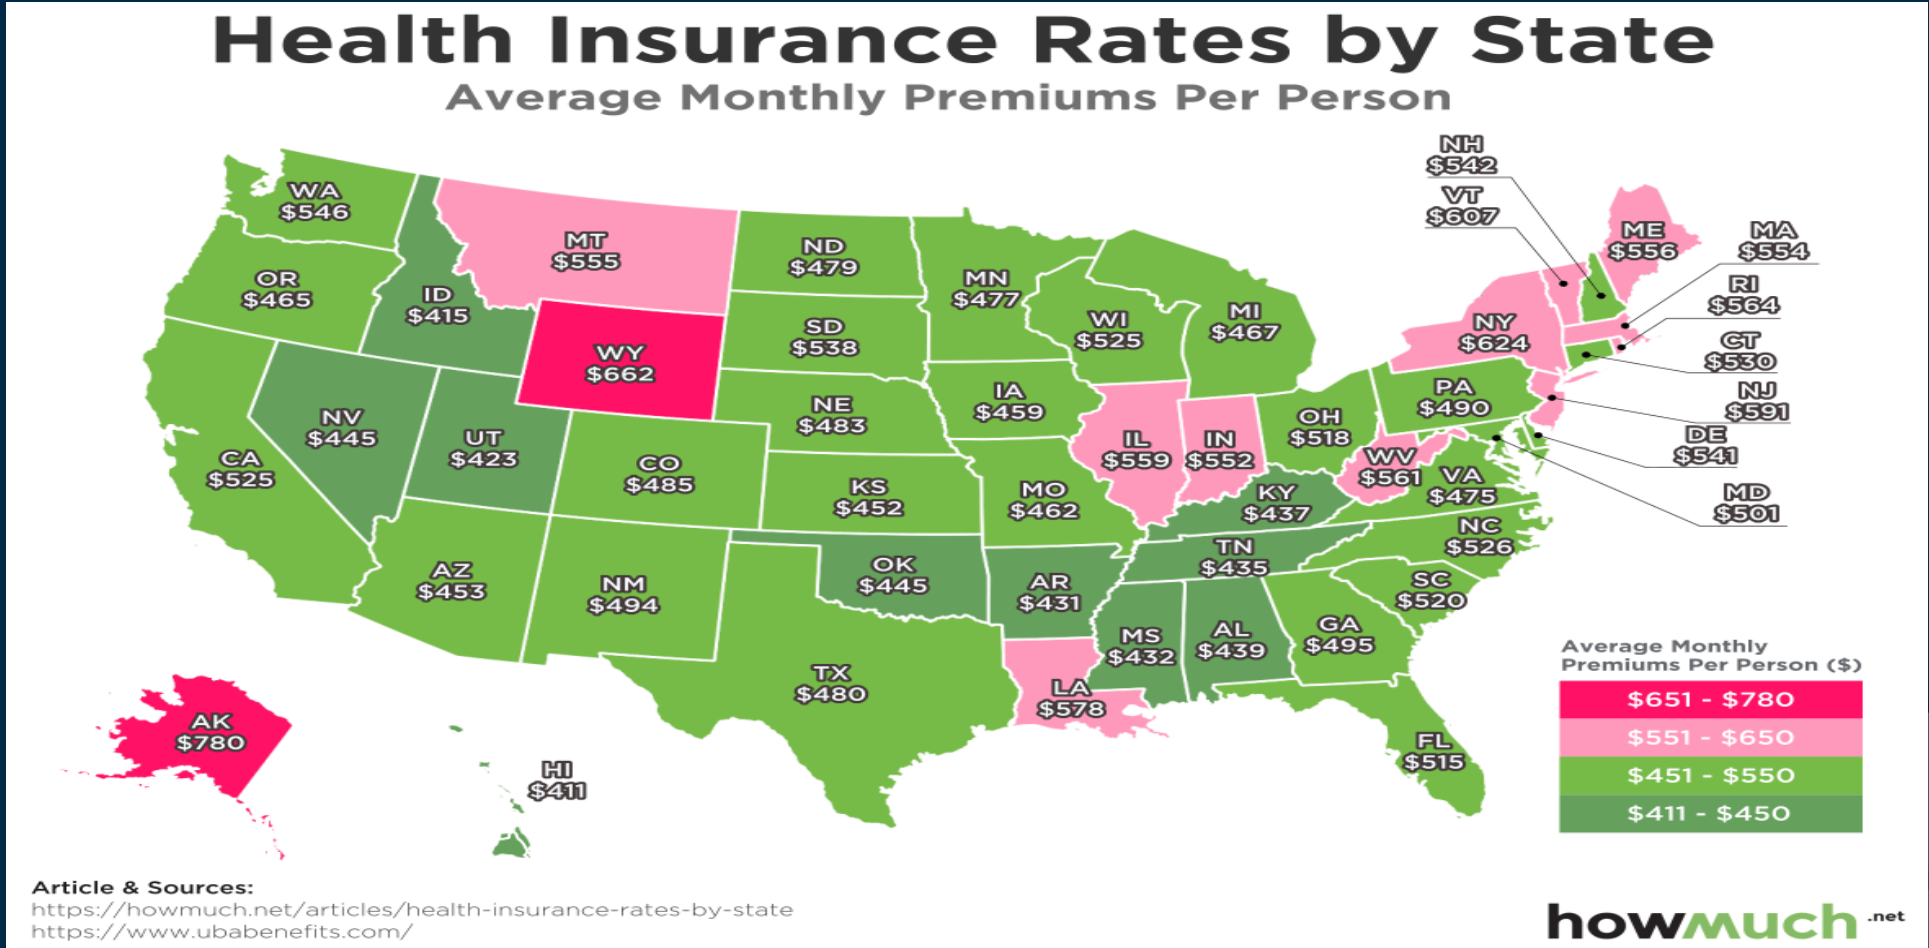 Health Insurance Rates by State
Average Monthly Premiums Per Person
NH
$542
VT
$607
WA
$546
MT
$555
ND
$479
MN
$477
ME
$556
MA
$554
OR
$465
ID
$415
SD
$538
WI
$525
MI
$467
NY
$624
RI
$564
WY
$662
CT
$530
NV
$445
UT
$423
NE
$483
IA
$459
PA
$490
NJ
$591
CA
$525
CO
$485
IL
$559
IN
$552
OH
$518
WV
$561
DE
$541
KS
$452
MO
$462
KY
$437
VA
$475
MD
$501
AZ
$453
NM
$494
OK
$445
AR
$431
TN
$435
NC
$526
SC
$520
TX
$480
LA
$578
MS
$432
AL
$439
GA
$495
AK
$780
HI
$411
FL
$515
Average Monthly
Premiums Per Person ($)
$651 - $780
$551 - $650
$451 - $550
$411 - $450
Article & Sources:
https://howmuch.net/articles/health-insurance-rates-by-state
https://www.ubabenefits.com/
howmuch.net